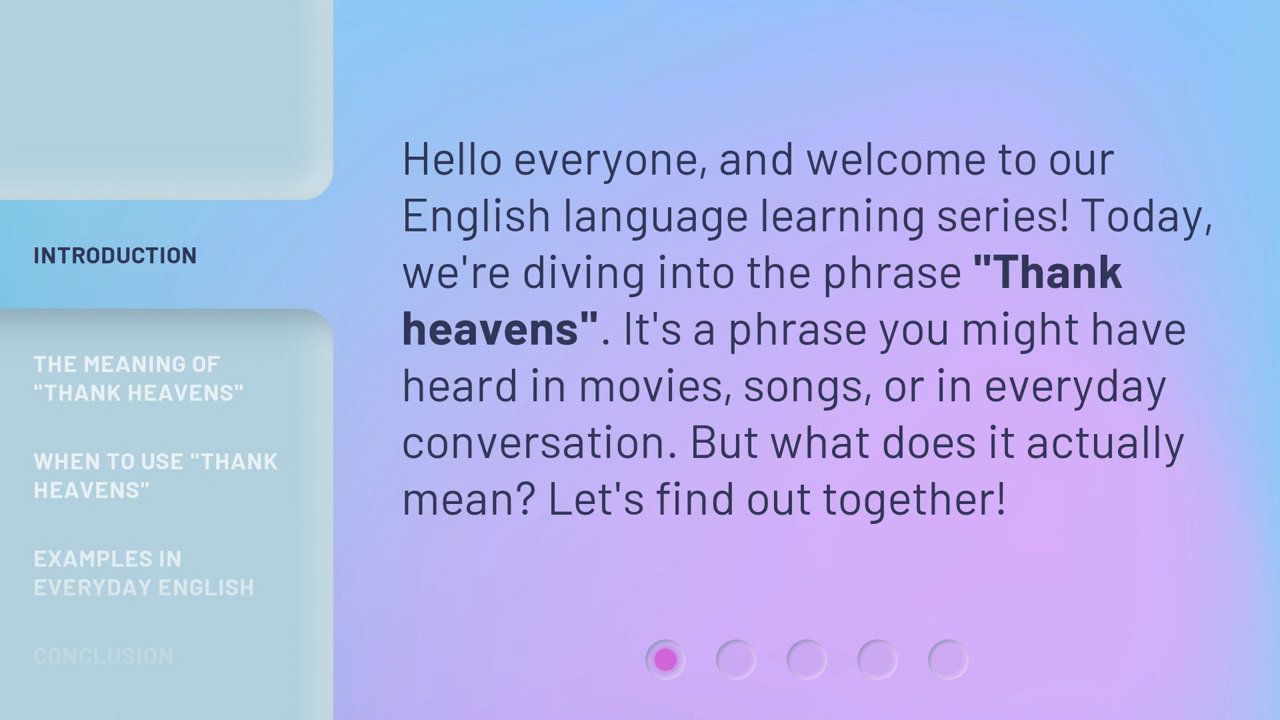 INTRODUCTION
THE MEANING OF
"THANK HEAVENS"
WHEN TO USE "THANK
HEAVENS"
EXAMPLES IN
EVERYDAY ENGLISH
CONCLUSION
Hello everyone, and welcome to our
English language learning series! Today,
we're diving into the phrase "Thank
heavens". It's a phrase you might have
heard in movies, songs, or in everyday
conversation. But what does it actually
mean? Let's find out together!